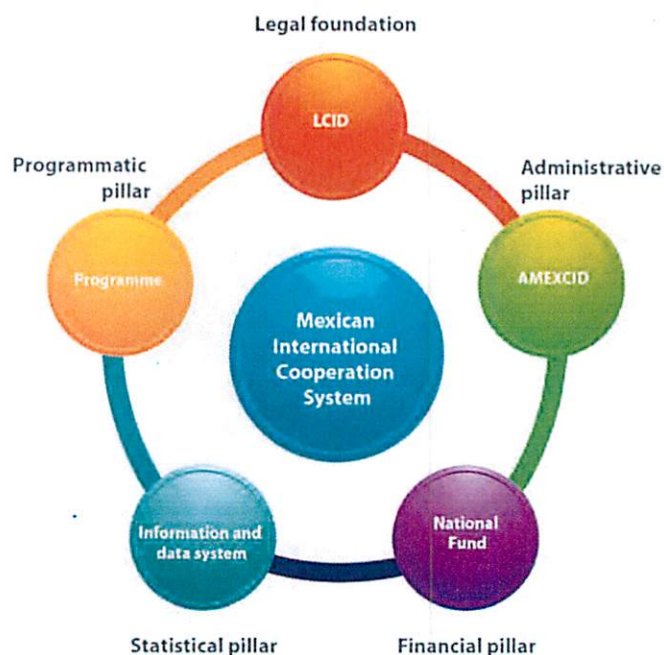 Legal foundation
LCID
Programmatic
pillar
Administrative
pillar
Programme
AMEXCID
Mexican
International
Cooperation
System
Information and
data system
National
Fund
Statistical pillar
Financial pillar